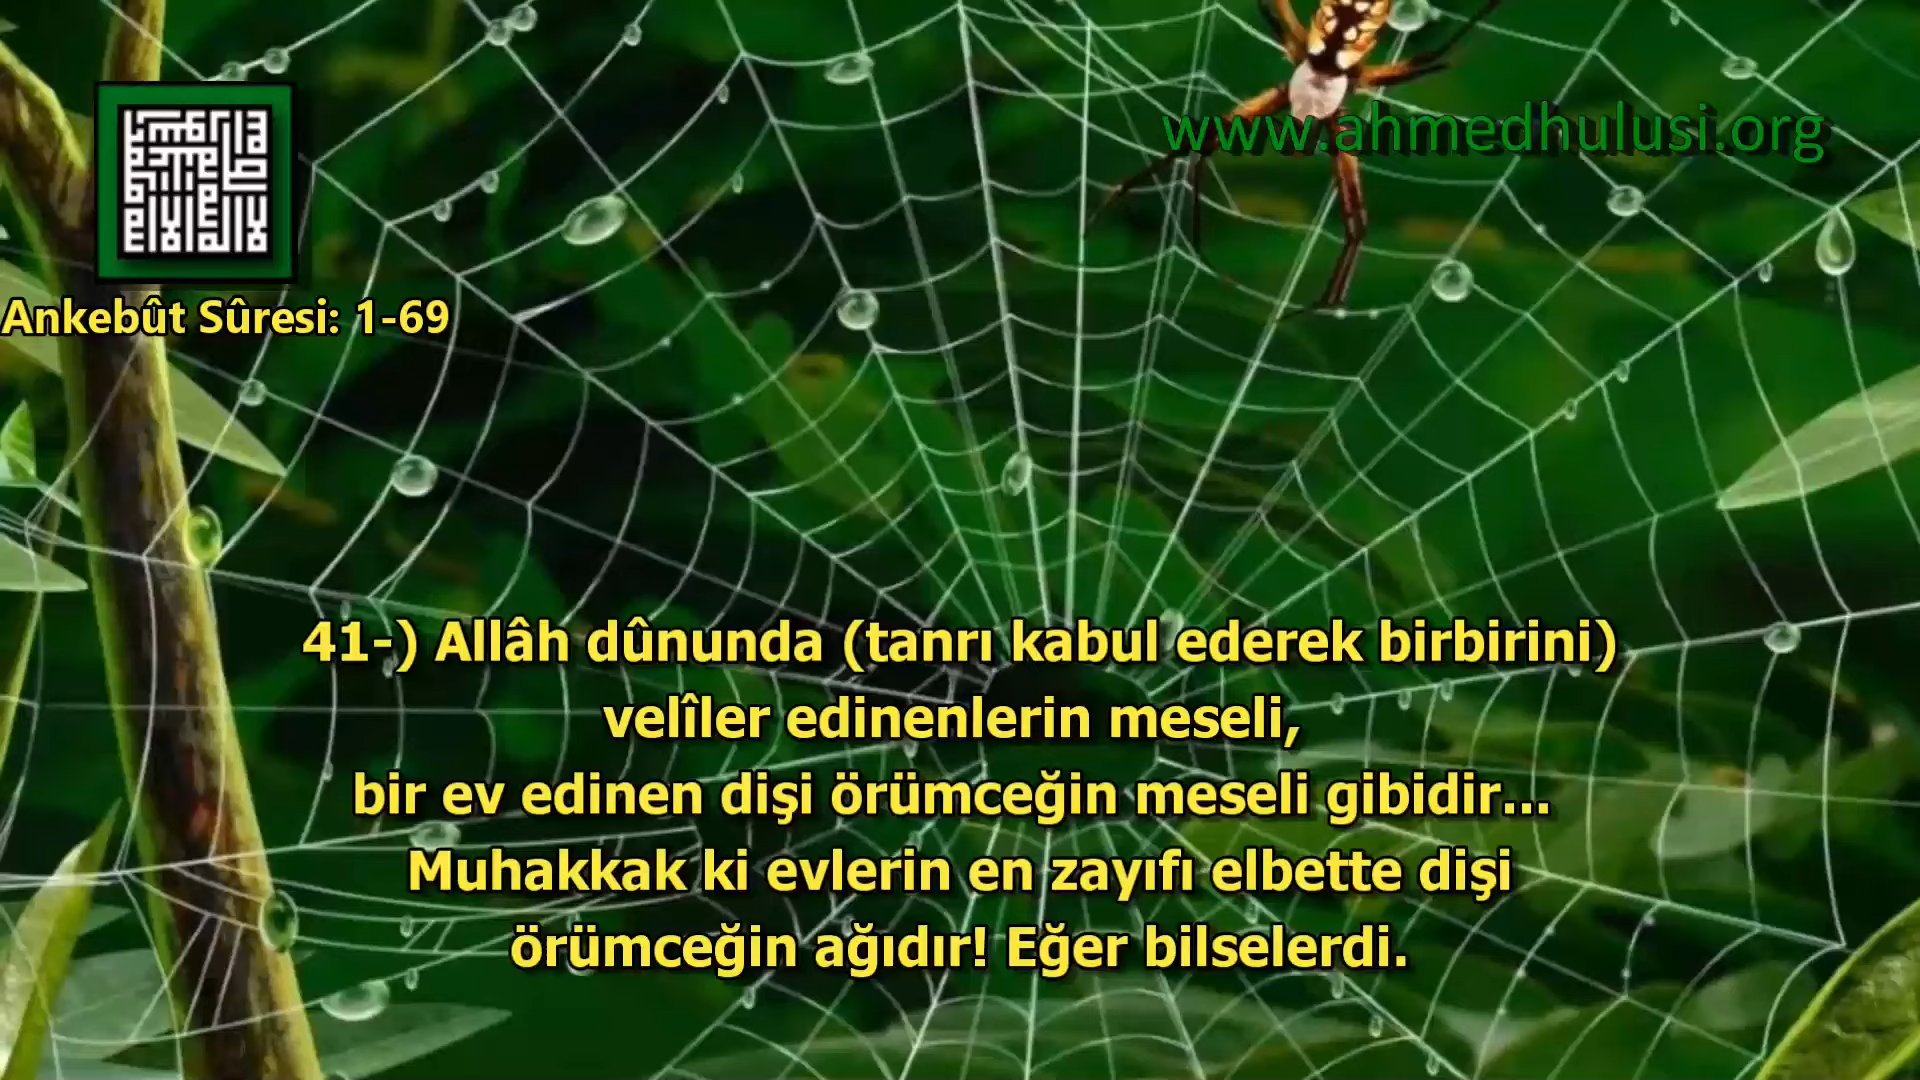 www.ahmedhulusi.org
Ankebût Sûresi: 1-69
41-) Allâh dûnunda (tanrı kabul ederek birbirini)
velîler edinenlerin meseli,
bir ev edinen dişi örümceğin meseli gibidir...
Muhakkak ki evlerin en zayıfı elbette dişi
örümceğin ağıdır! Eğer bilselerdi.